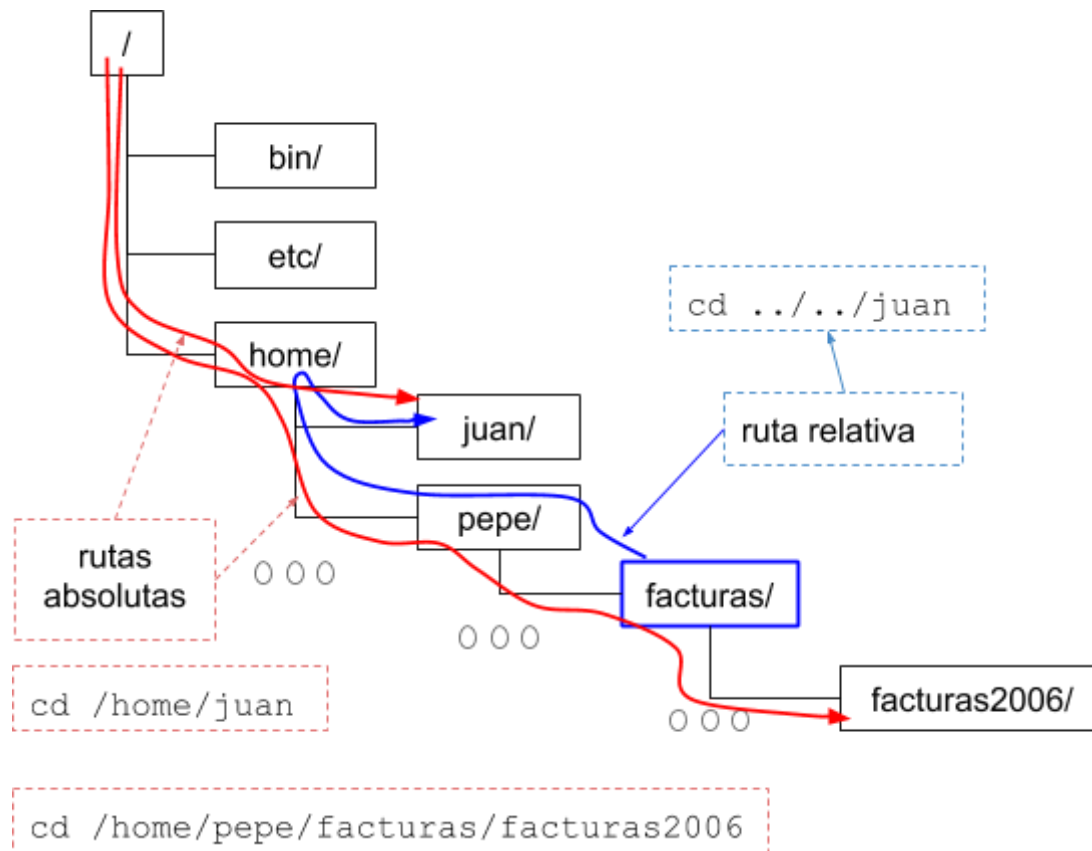 /
bin/
etc/
cd ../../juan
home/
ruta relativa
juan/
pepe/
rutas
absolutas
facturas/
cd /home/juan
facturas2006/
cd /home/pepe/facturas/facturas2006